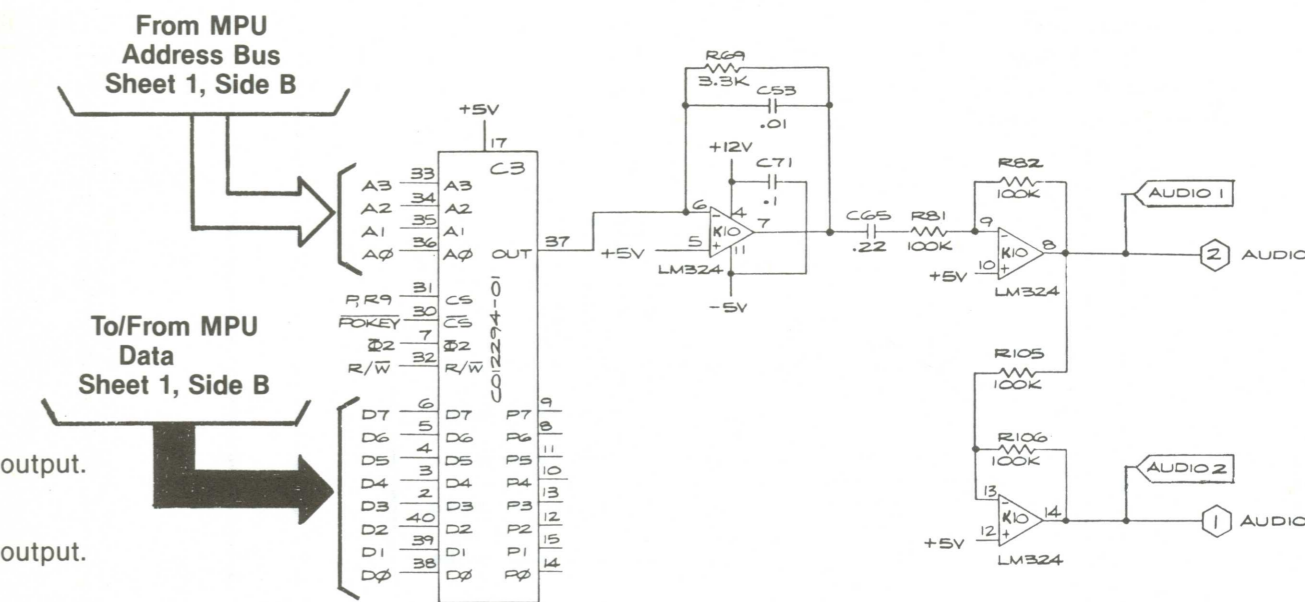 From MPU
Address Bus
Sheet 1, Side B
To/From MPU
Data
Sheet 1, Side B
output.
output.
+5V
17
C3
A3 33 A3
A2 34 A2
A1 35 A1
AØ 36 AØ
OUT 37
P,R9 31 CS
POKEY 30 CS
Φ2 7 Φ2
R/W 32 R/W
CO12294-01
D7 6 D7 P7 9
D6 5 D6 P6 8
D5 4 D5 P5 11
D4 3 D4 P4 10
D3 2 D3 P3 13
D2 40 D2 P2 12
D1 39 D1 P1 15
DØ 38 DØ PØ 14
R69
3.3K
C53
.01
+12V
C71
.1
4
6 -
K10 7
+5V 5 +
11
LM324
-5V
C65
.22
R81
100K
R82
100K
9 -
K10 8
+5V 10 +
LM324
AUDIO 1
2 AUDIO
R105
100K
R106
100K
13 -
K10 14
+5V 12 +
LM324
AUDIO 2
1 AUDIO